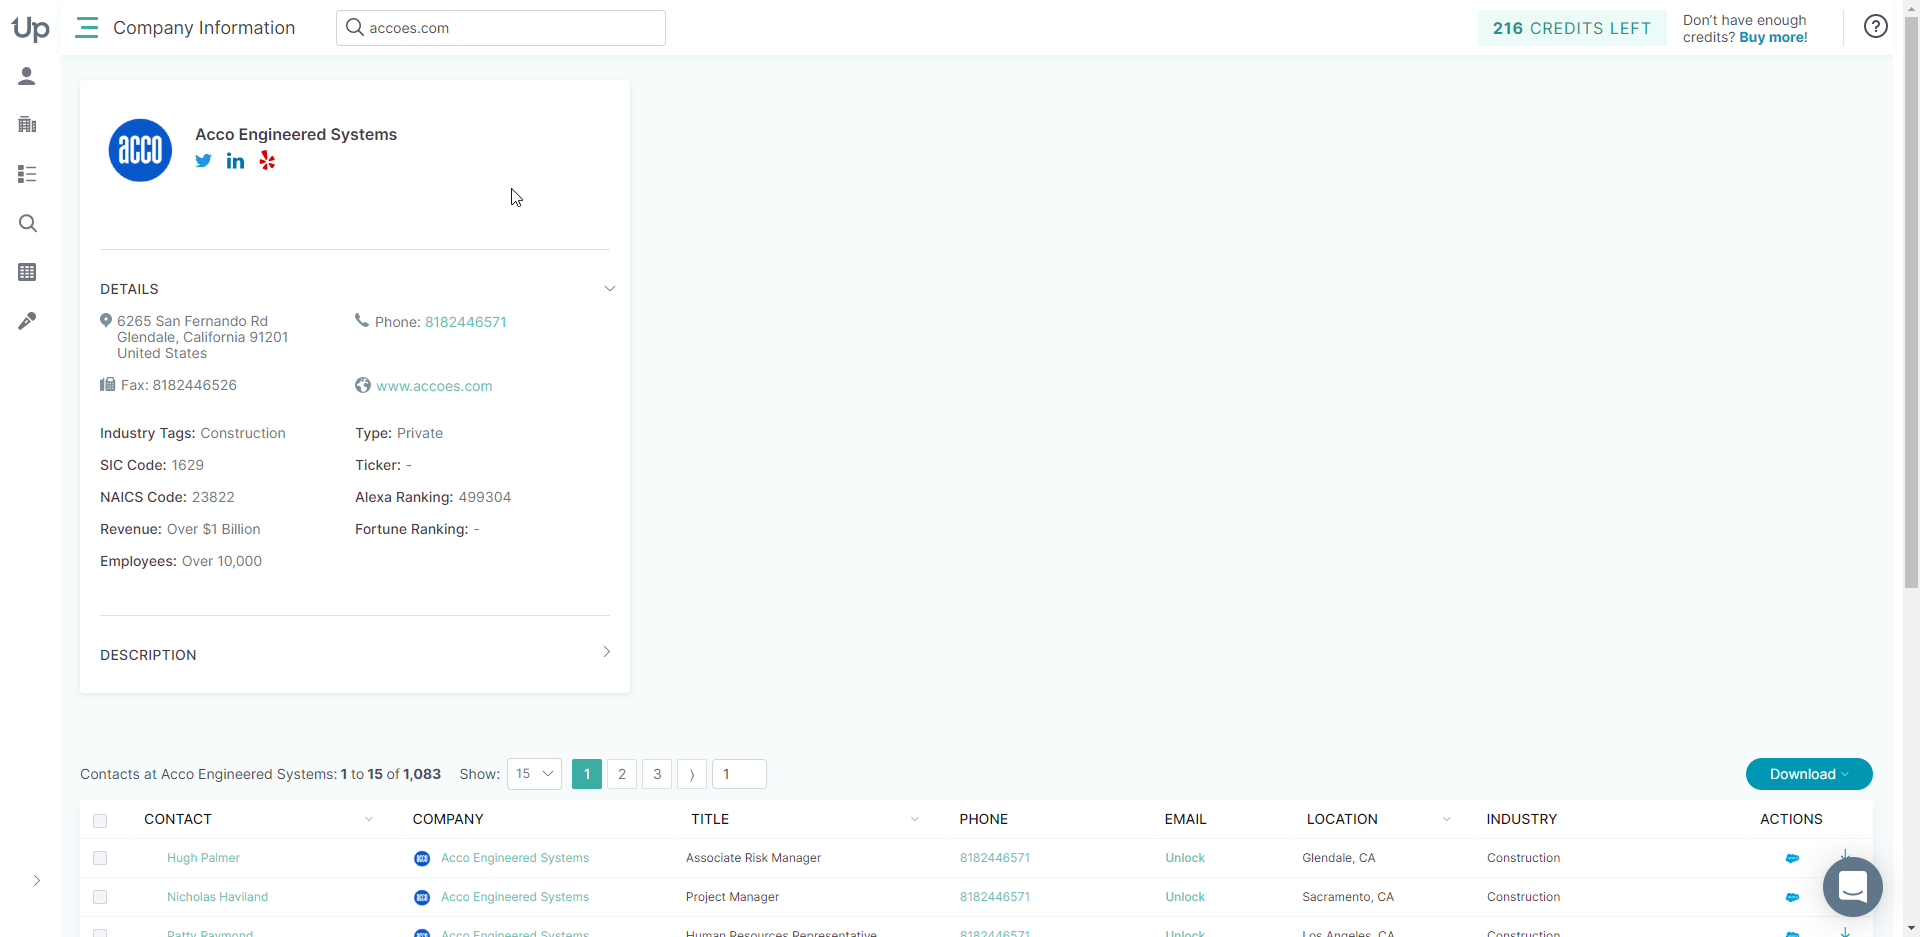 Up
Company Information
accoes.com
216 CREDITS LEFT
Don't have enough
credits? Buy more!
?
acco
Acco Engineered Systems
in
DETAILS
6265 San Fernando Rd
Glendale, California 91201
United States
Phone: 8182446571
Fax: 8182446526
www.accoes.com
Industry Tags: Construction
Type: Private
SIC Code: 1629
Ticker: -
NAICS Code: 23822
Alexa Ranking: 499304
Revenue: Over $1 Billion
Fortune Ranking: -
Employees: Over 10,000
DESCRIPTION
Contacts at Acco Engineered Systems: 1 to 15 of 1,083 Show: 15 1 2 3 ⟩ 1
Download
CONTACT COMPANY TITLE PHONE EMAIL LOCATION INDUSTRY ACTIONS
Hugh Palmer acco Acco Engineered Systems Associate Risk Manager 8182446571 Unlock Glendale, CA Construction
Nicholas Haviland acco Acco Engineered Systems Project Manager 8182446571 Unlock Sacramento, CA Construction
Patty Raymond Acco Engineered Systems Human Resources Representative 8182446571 Unlock Los Angeles, CA Construction